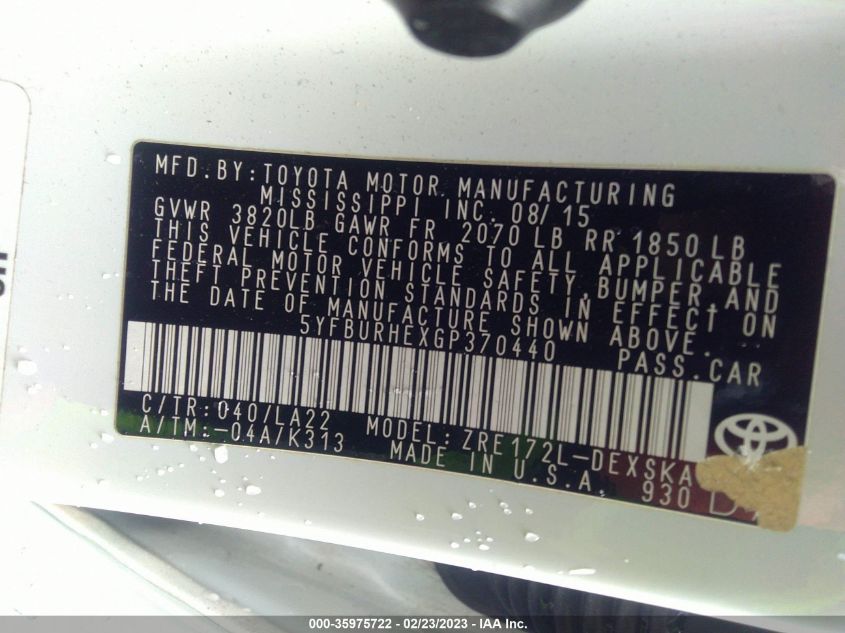 MFD. BY: TOYOTA MOTOR MANUFACTURING
MISSISSIPPI INC. 08/15
GVWR 3820LB GAWR FR 2070 LB RR 1850 LB
THIS VEHICLE CONFORMS TO ALL APPLICABLE
FEDERAL MOTOR VEHICLE SAFETY, BUMPER, AND
THEFT PREVENTION STANDARDS IN EFFECT ON
THE DATE OF MANUFACTURE SHOWN ABOVE.
5YFBURHEXGP370440 PASS. CAR
C/TR: 040/LA22 MODEL: ZRE172L-DEXSKA
A/TM: -04A/K313 MADE IN U.S.A. 930
000-35975722 - 02/23/2023 - IAA Inc.